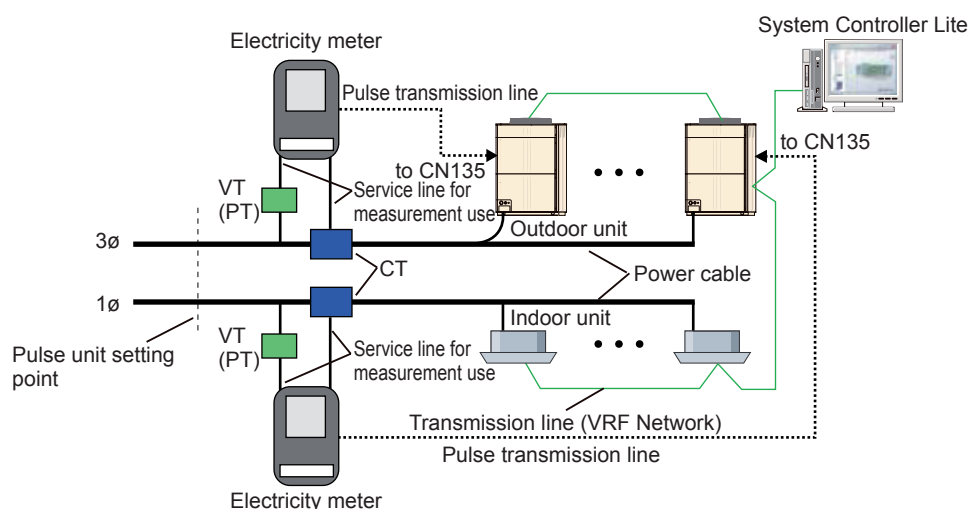 System Controller Lite
Electricity meter
Pulse transmission line
to CN135
to CN135
VT
(PT)
Service line for
measurement use
Outdoor unit
3ø
CT
Power cable
1ø
Indoor unit
VT
(PT)
Pulse unit setting
point
Service line for
measurement use
Transmission line (VRF Network)
Pulse transmission line
Electricity meter